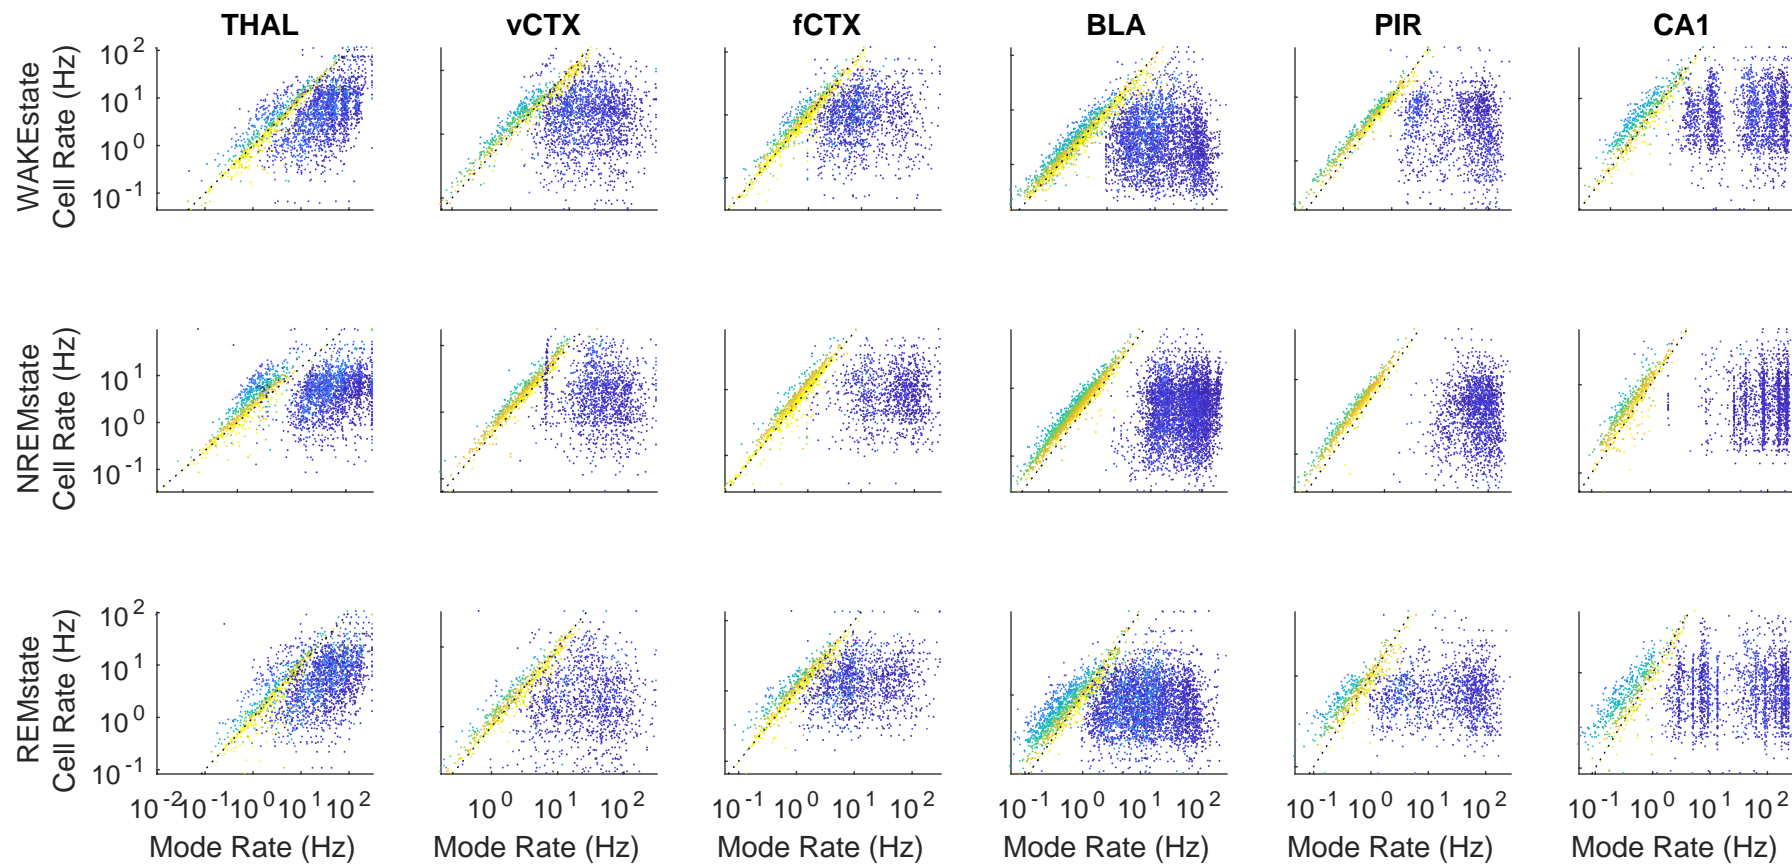 THAL vCTX fCTX BLA PIR CA1
WAKEstate
Cell Rate (Hz)
10^2
10^1
10^0
10^-1
NREMstate
Cell Rate (Hz)
10^1
10^0
10^-1
REMstate
Cell Rate (Hz)
10^2
10^1
10^0
10^-1
10^-2 10^-1 10^0 10^1 10^2 10^0 10^1 10^2 10^-1 10^0 10^1 10^2 10^-1 10^0 10^1 10^2 10^-1 10^0 10^1 10^2 10^-1 10^0 10^1 10^2
Mode Rate (Hz) Mode Rate (Hz) Mode Rate (Hz) Mode Rate (Hz) Mode Rate (Hz) Mode Rate (Hz)